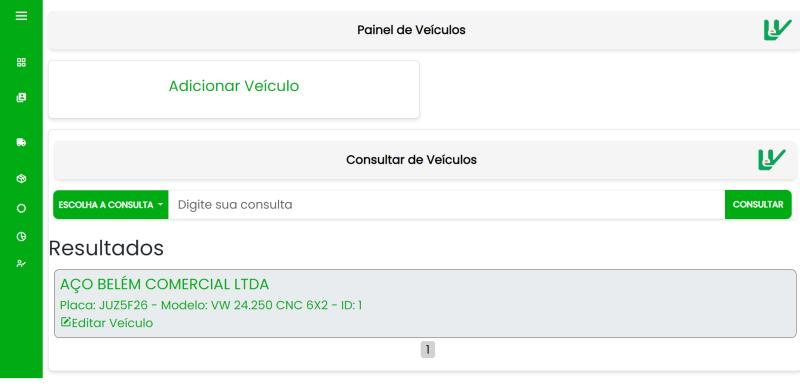 Painel de Veículos
Adicionar Veículo
Consultar de Veículos
ESCOLHA A CONSULTA
Digite sua consulta
CONSULTAR
Resultados
AÇO BELÉM COMERCIAL LTDA
Placa: JUZ5F26 - Modelo: VW 24.250 CNC 6X2 - ID: 1
Editar Veículo
1